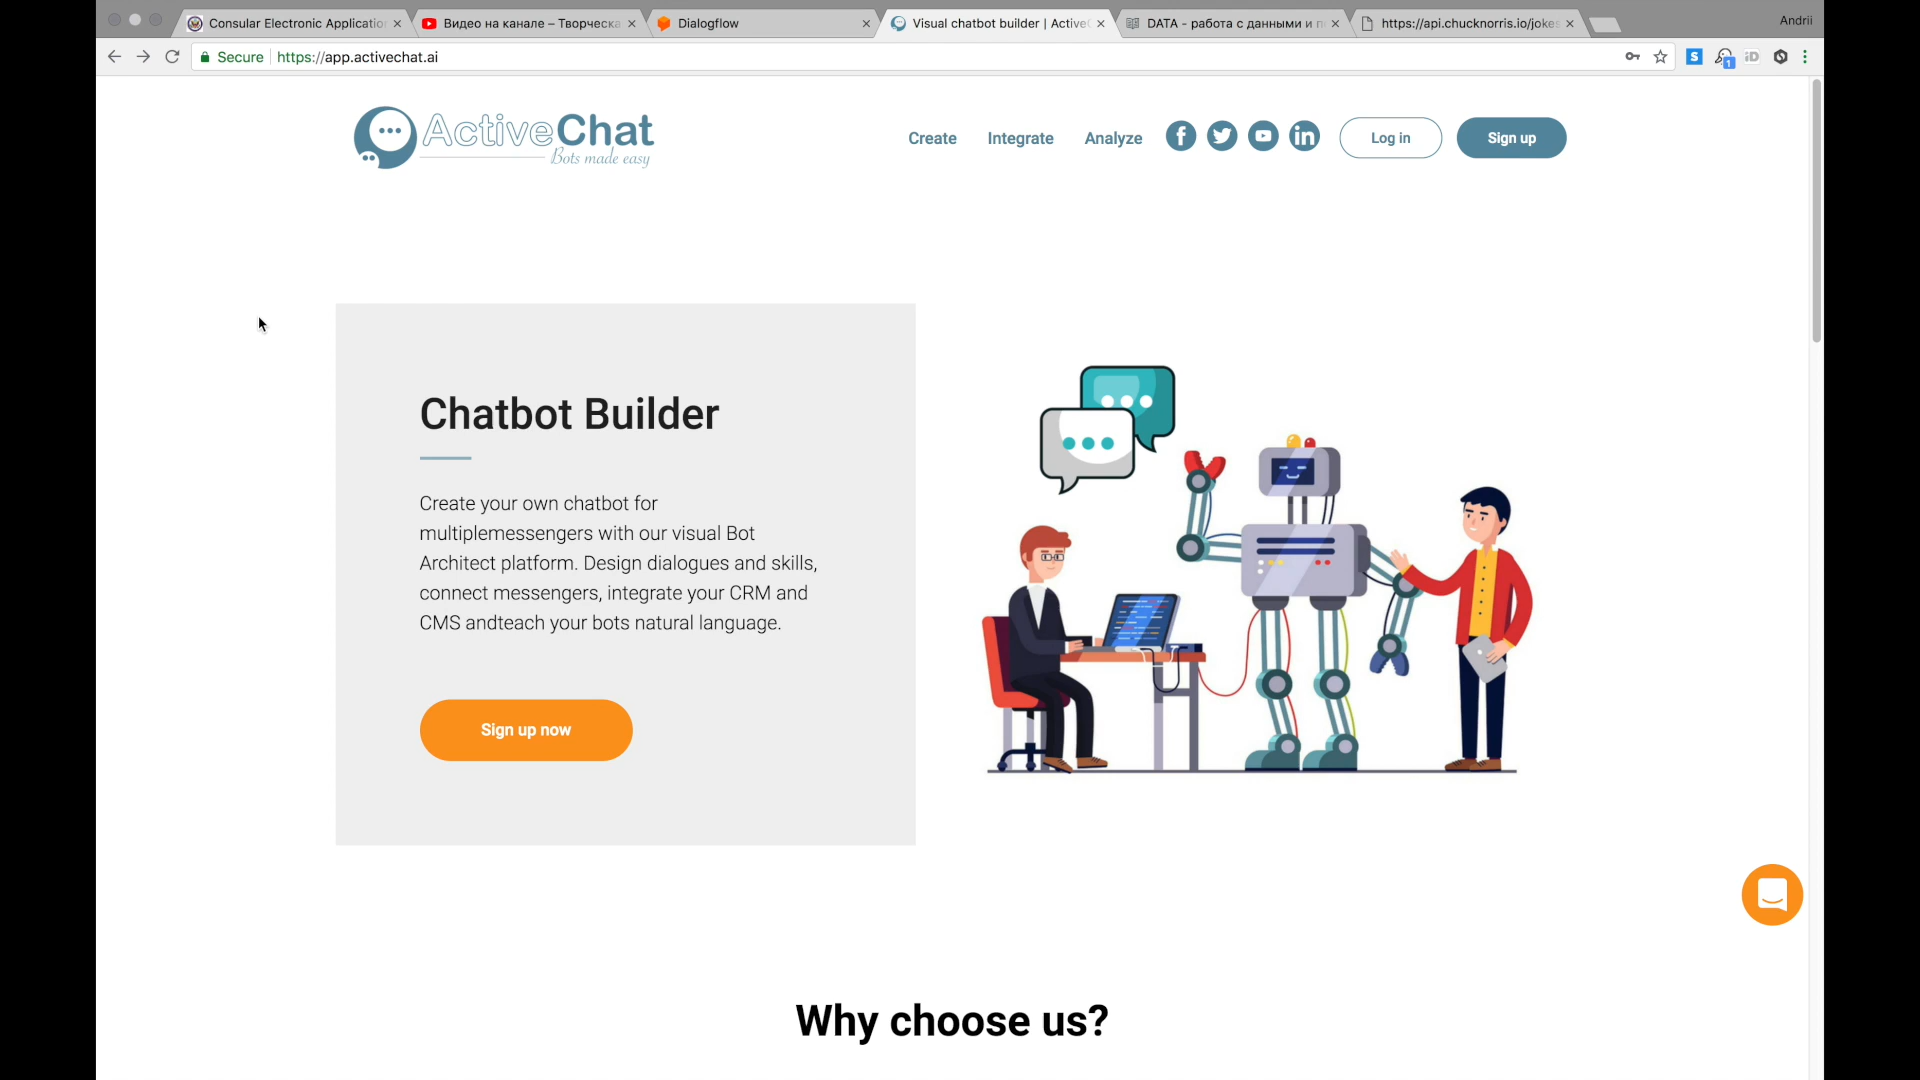 Consular Electronic Applicatio
Видео на канале – Творческа
Dialogflow
Visual chatbot builder | Active
DATA - работа с данными и п
https://api.chucknorris.io/jokes
Andrii
Secure
https://app.activechat.ai
S
1
iD
ActiveChat
Bots made easy
Create
Integrate
Analyze
Log in
Sign up
Chatbot Builder
Create your own chatbot for
multiplemessengers with our visual Bot
Architect platform. Design dialogues and skills,
connect messengers, integrate your CRM and
CMS andteach your bots natural language.
Sign up now
Why choose us?